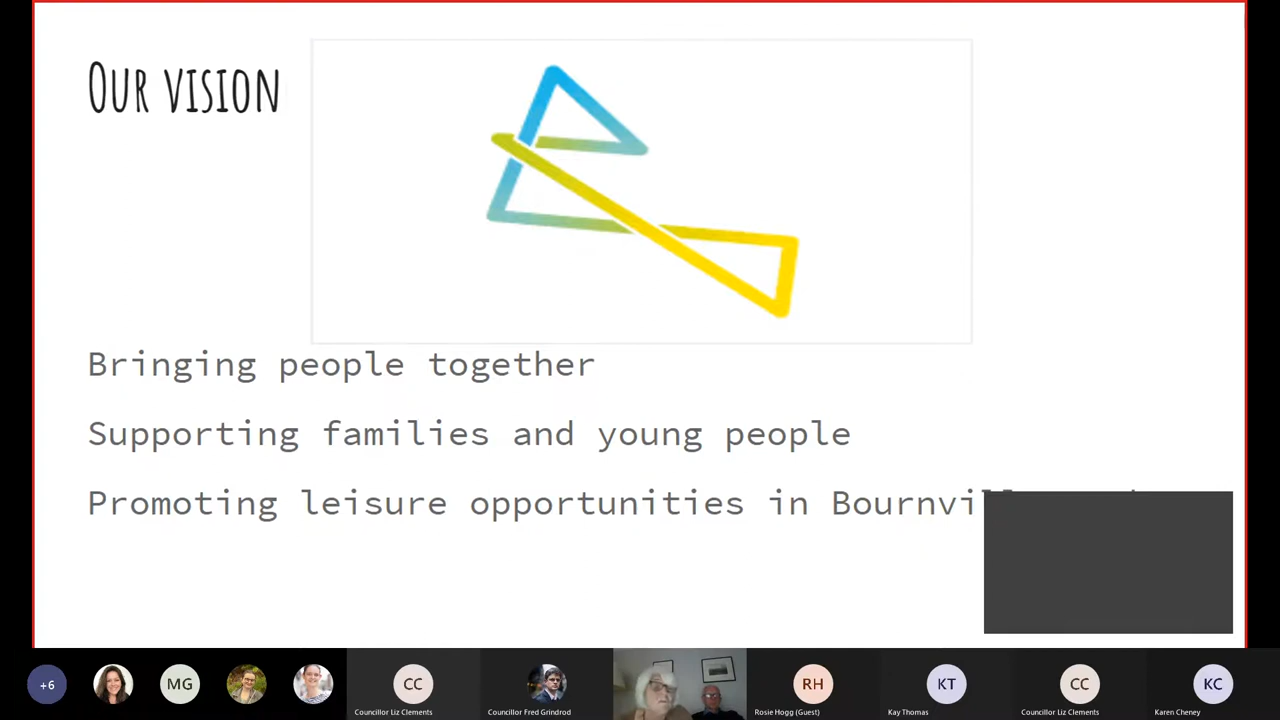 Our vision
Bringing people together
Supporting families and young people
Promoting leisure opportunities in
+6
MG
CC
RH
KT
CC
KC
Councillor Liz Clements
Councillor Fred Grindrod
Rosie Hogg (Guest)
Kay Thomas
Councillor Liz Clements
Karen Cheney